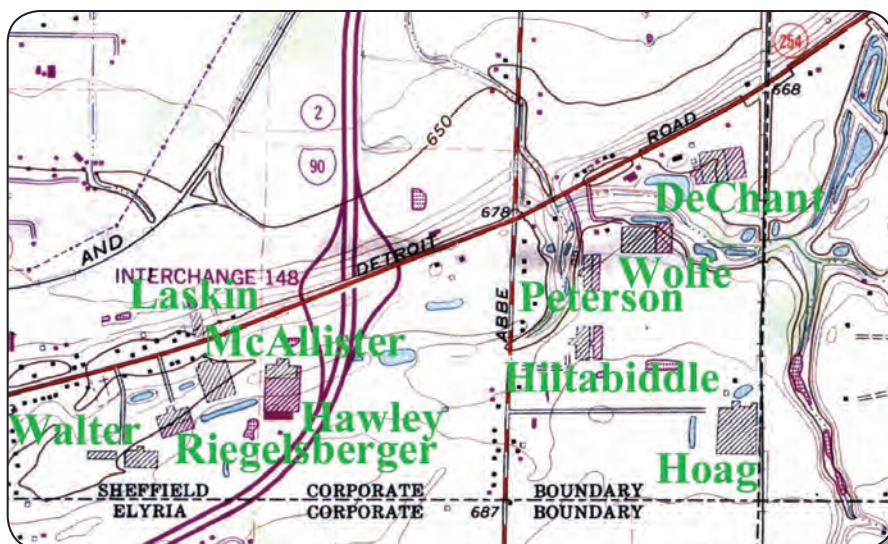 254
668
2
90
650
ROAD
DeChant
678
DETROIT
AND
INTERCHANGE 148
Laskin
Wolfe
Peterson
ABBE
McAllister
Hiltabiddle
Walter
Hawley
Riegelsberger
Hoag
SHEFFIELD CORPORATE BOUNDARY
ELYRIA CORPORATE 687 BOUNDARY